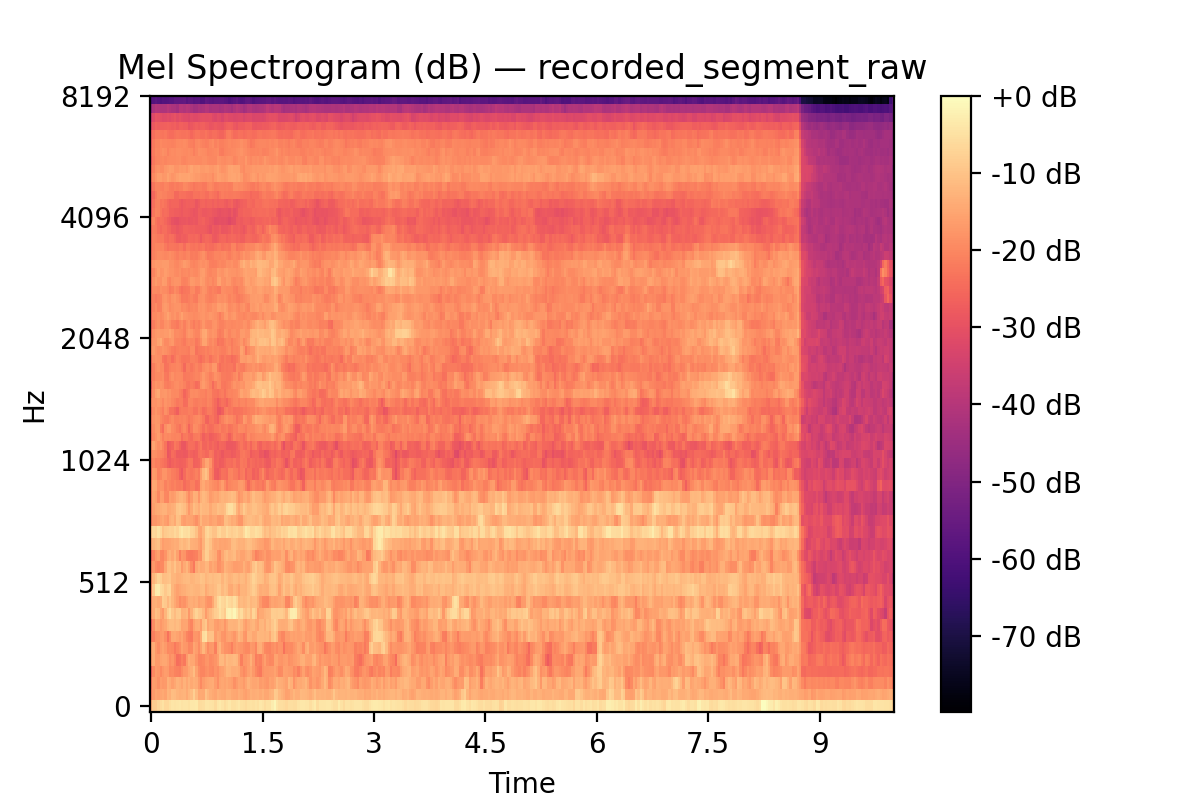 Mel Spectrogram (dB) — recorded_segment_raw
8192
4096
2048
1024
512
0
Hz
0 1.5 3 4.5 6 7.5 9
Time
+0 dB
-10 dB
-20 dB
-30 dB
-40 dB
-50 dB
-60 dB
-70 dB